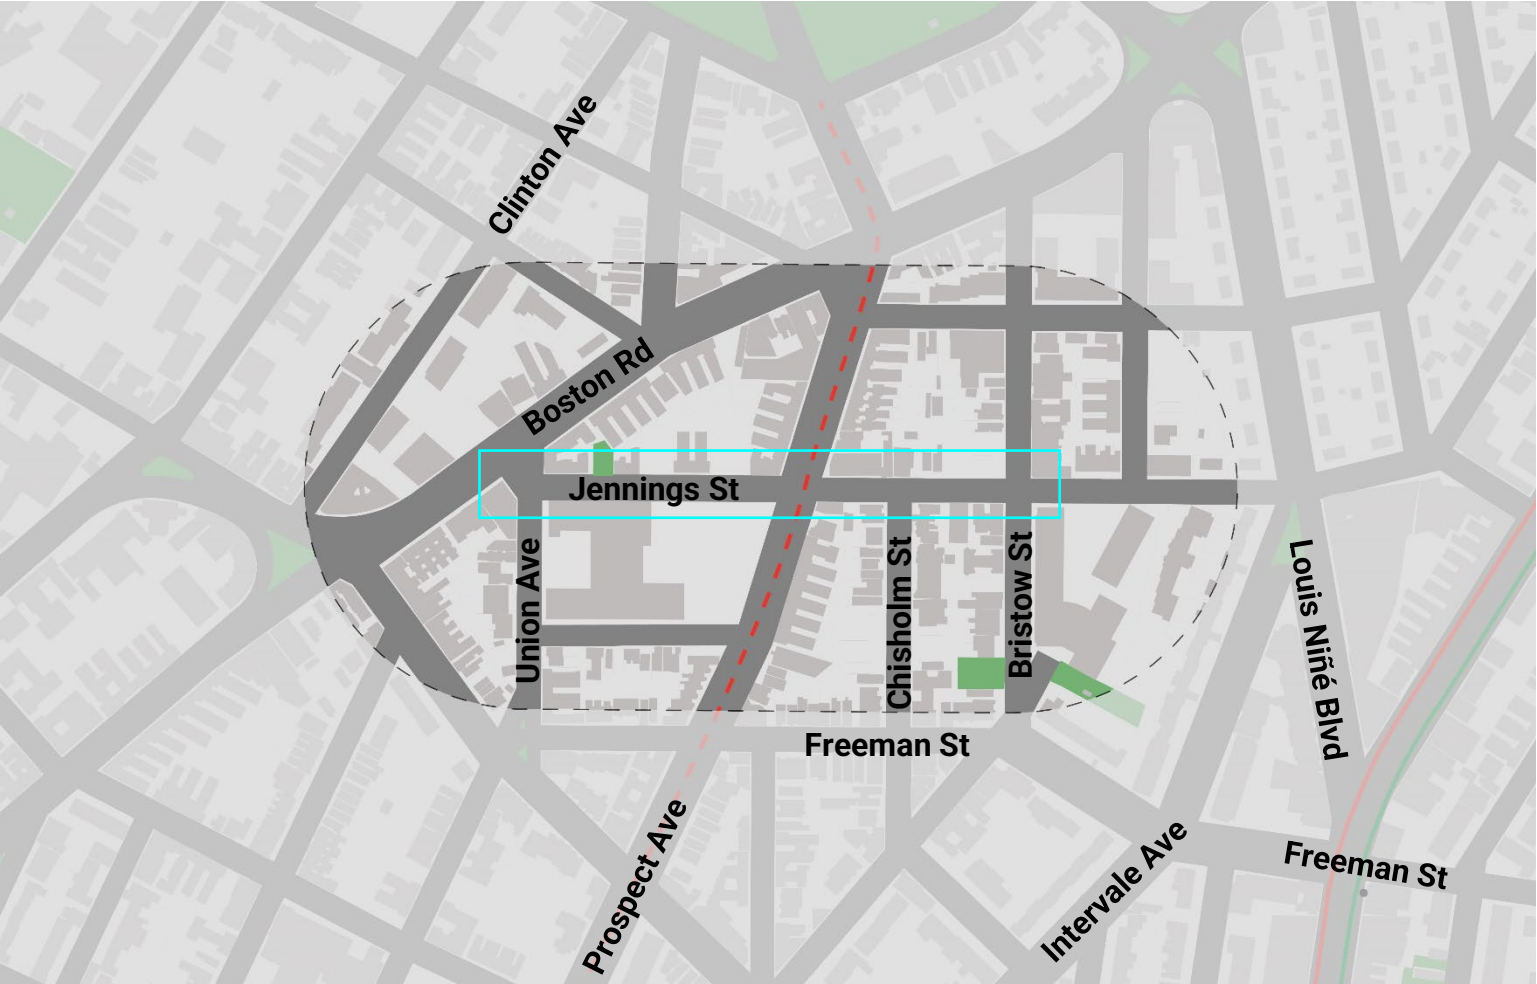 Clinton Ave
Boston Rd
Jennings St
Union Ave
Chisholm St
Bristow St
Louis Niñé Blvd
Freeman St
Prospect Ave
Intervale Ave
Freeman St